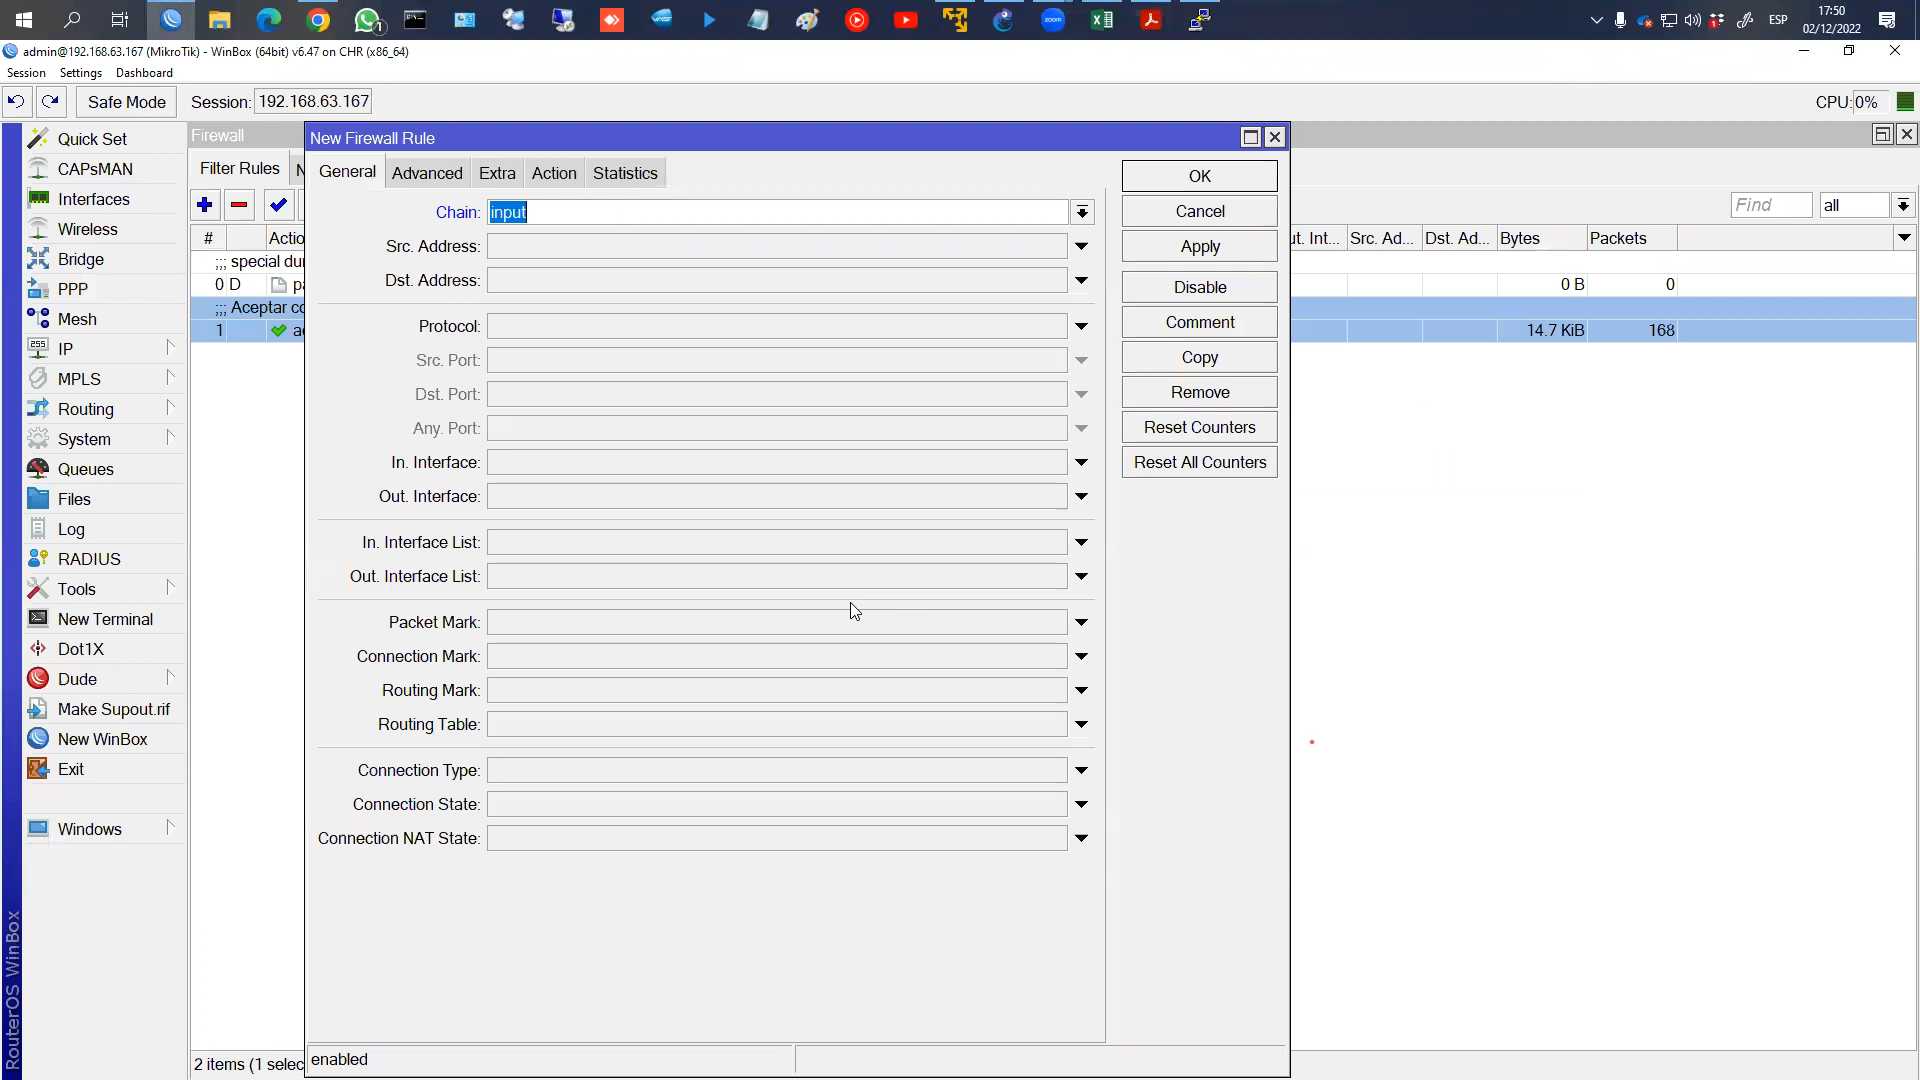 ESP
17:50
02/12/2022
admin@192.168.63.167 (MikroTik) - WinBox (64bit) v6.47 on CHR (x86_64)
Session Settings Dashboard
Safe Mode Session: 192.168.63.167 CPU: 0%
Quick Set
CAPsMAN
Interfaces
Wireless
Bridge
PPP
Mesh
255
IP
MPLS
Routing
System
Queues
Files
Log
RADIUS
Tools
New Terminal
Dot1X
Dude
Make Supout.rif
New WinBox
Exit
Windows
RouterOS WinBox
Firewall
Filter Rules
Find all
# Actio
ut. Int... Src. Ad... Dst. Ad... Bytes Packets
;;; special du
0 D pa 0 B 0
;;; Aceptar co
1 ac 14.7 KiB 168
2 items (1 selec
New Firewall Rule
General Advanced Extra Action Statistics
Chain: input
Src. Address:
Dst. Address:
Protocol:
Src. Port:
Dst. Port:
Any. Port:
In. Interface:
Out. Interface:
In. Interface List:
Out. Interface List:
Packet Mark:
Connection Mark:
Routing Mark:
Routing Table:
Connection Type:
Connection State:
Connection NAT State:
OK
Cancel
Apply
Disable
Comment
Copy
Remove
Reset Counters
Reset All Counters
enabled